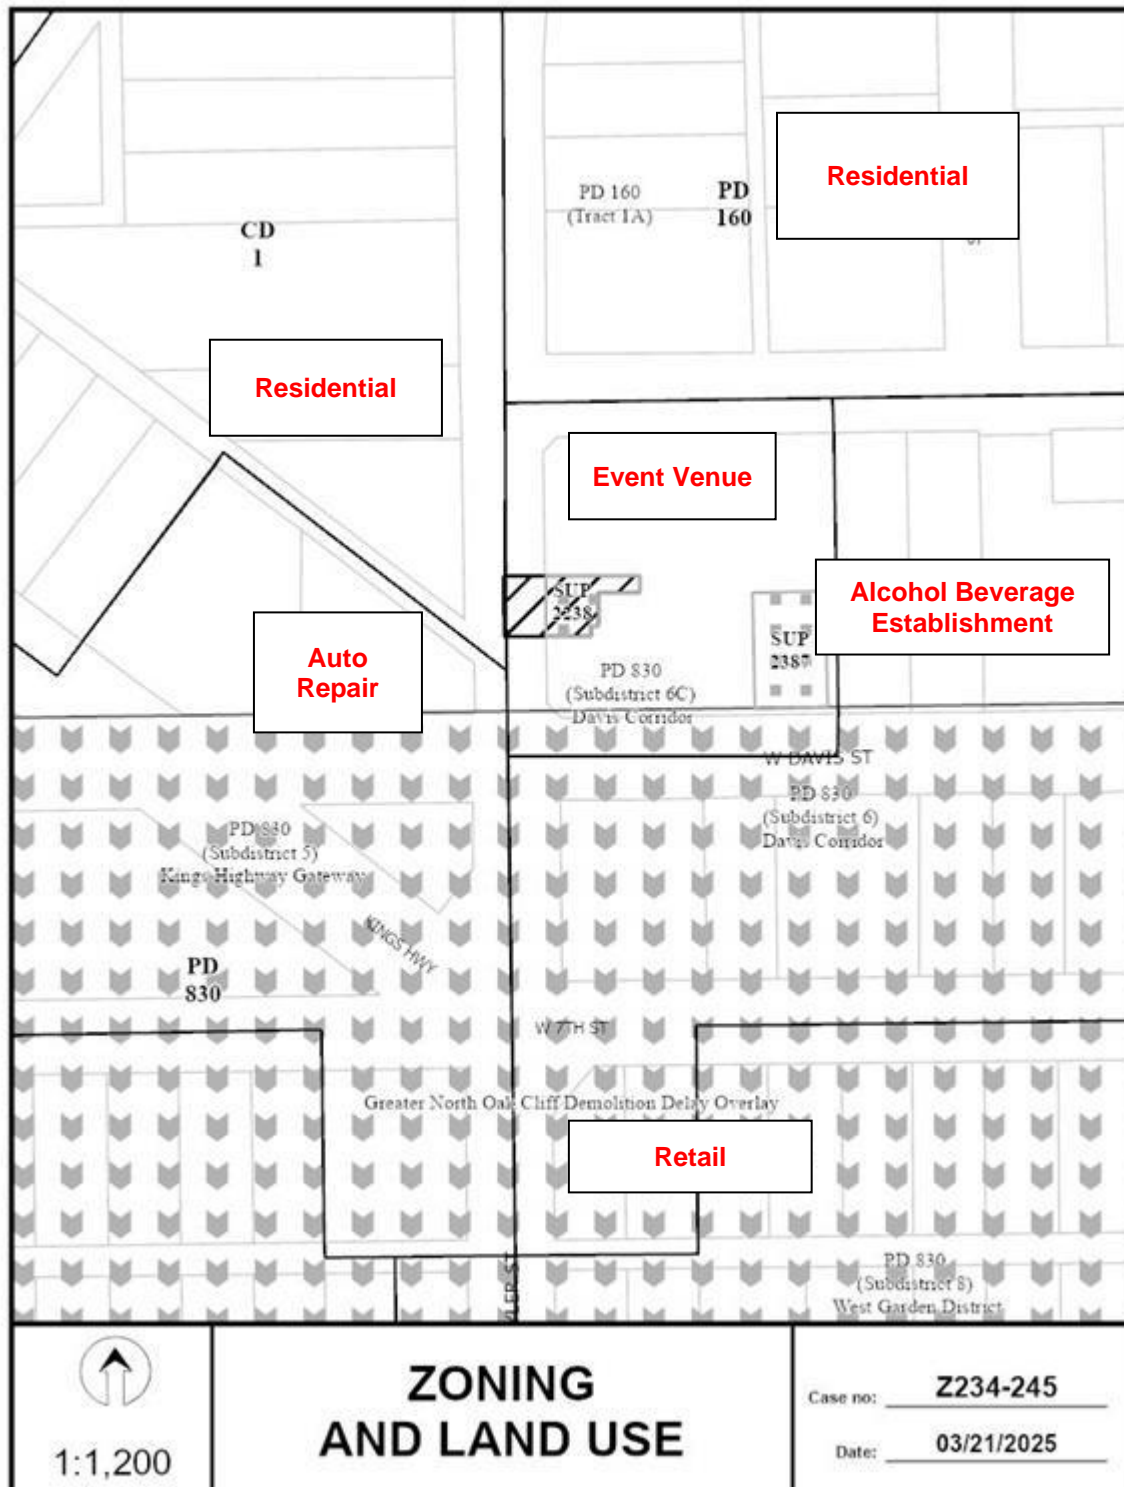 Residential
PD 160
(Tract 1A)
PD
160
CD
1
Residential
Event Venue
SUP
2238
Alcohol Beverage
Establishment
SUP
2387
Auto
Repair
PD 830
(Subdistrict 6C)
Davis Corridor
W DAVIS ST
PD 830
(Subdistrict 6)
Davis Corridor
PD 830
(Subdistrict 5)
Kings Highway Gateway
KINGS HWY
PD
830
W 7TH ST
Greater North Oak Cliff Demolition Delay Overlay
Retail
PD 830
(Subdistrict 8)
West Garden District
1:1,200
ZONING
AND LAND USE
Case no: Z234-245
Date: 03/21/2025